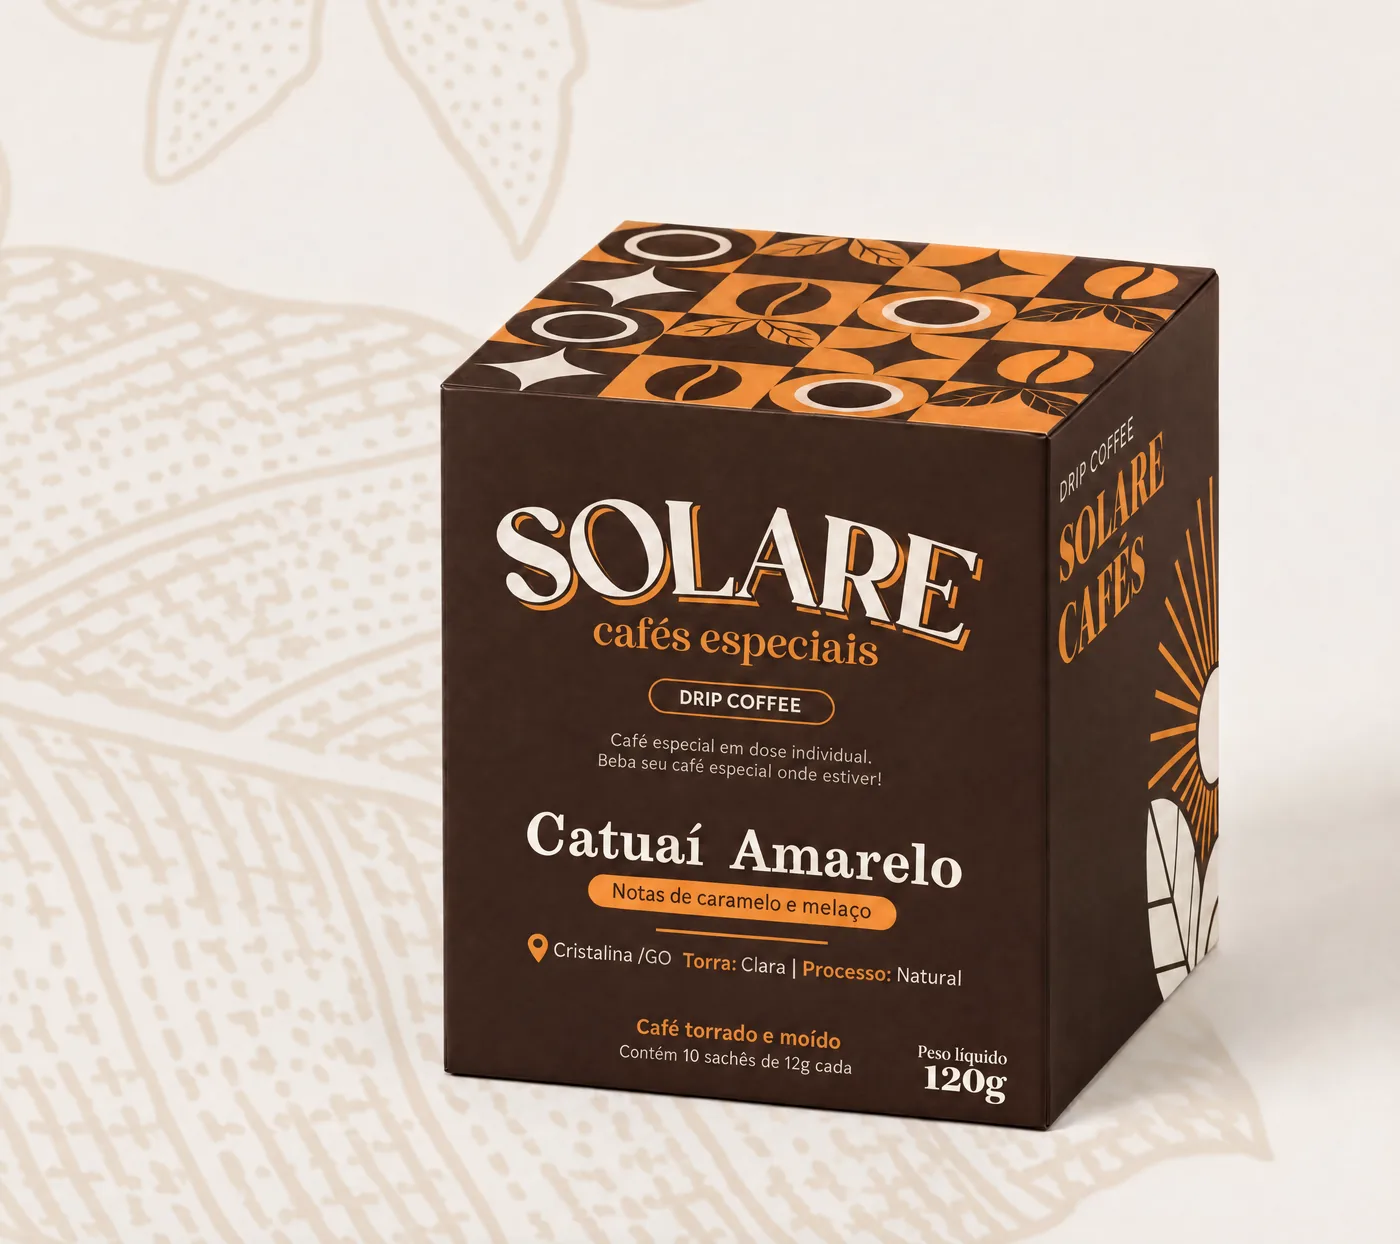 SOLARE
cafés especiais
DRIP COFFEE
Café especial em dose individual.
Beba seu café especial onde estiver!
Catuaí Amarelo
Notas de caramelo e melaço
Cristalina /GO Torra: Clara | Processo: Natural
Café torrado e moído
Contém 10 sachês de 12g cada
Peso líquido
120g
DRIP COFFEE
SOLARE
CAFÉS